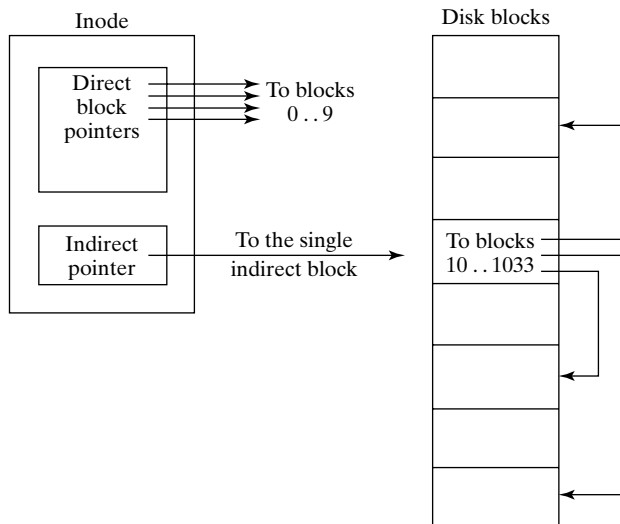 Inode
Direct
block
pointers
To blocks
0 . . 9
Indirect
pointer
To the single
indirect block
Disk blocks
To blocks
10 . . 1033